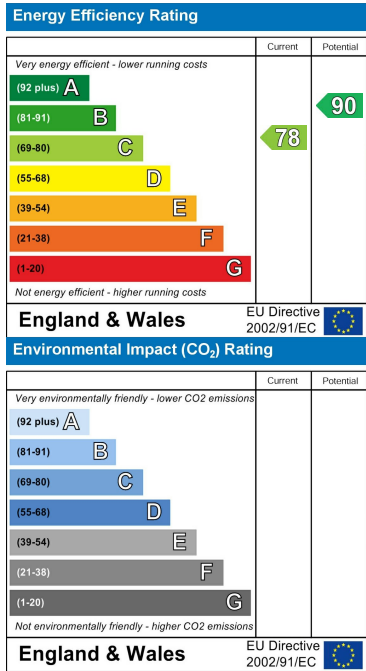 Energy Efficiency Rating
Current Potential
Very energy efficient - lower running costs
(92 plus) A
(81-91) B
(69-80) C
(55-68) D
(39-54) E
(21-38) F
(1-20) G
78
90
Not energy efficient - higher running costs
England & Wales
EU Directive
2002/91/EC
Environmental Impact (CO₂) Rating
Current Potential
Very environmentally friendly - lower CO2 emissions
(92 plus) A
(81-91) B
(69-80) C
(55-68) D
(39-54) E
(21-38) F
(1-20) G
Not environmentally friendly - higher CO2 emissions
England & Wales
EU Directive
2002/91/EC